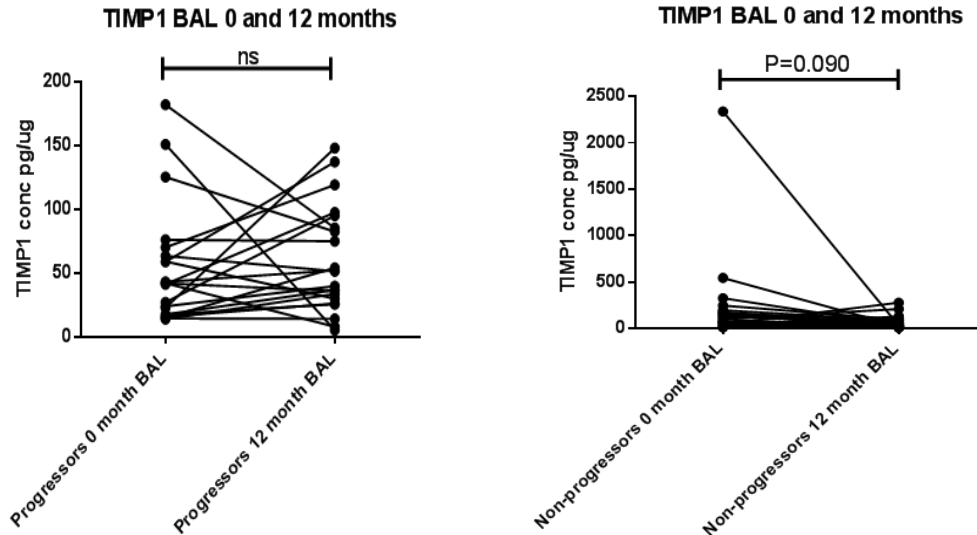 TIMP1 BAL 0 and 12 months
ns
TIMP1 conc pg/ug
200
150
100
50
0
Progressors 0 month BAL
Progressors 12 month BAL
TIMP1 BAL 0 and 12 months
P=0.090
TIMP1 conc pg/ug
2500
2000
1500
1000
500
0
Non-progressors 0 month BAL
Non-progressors 12 month BAL